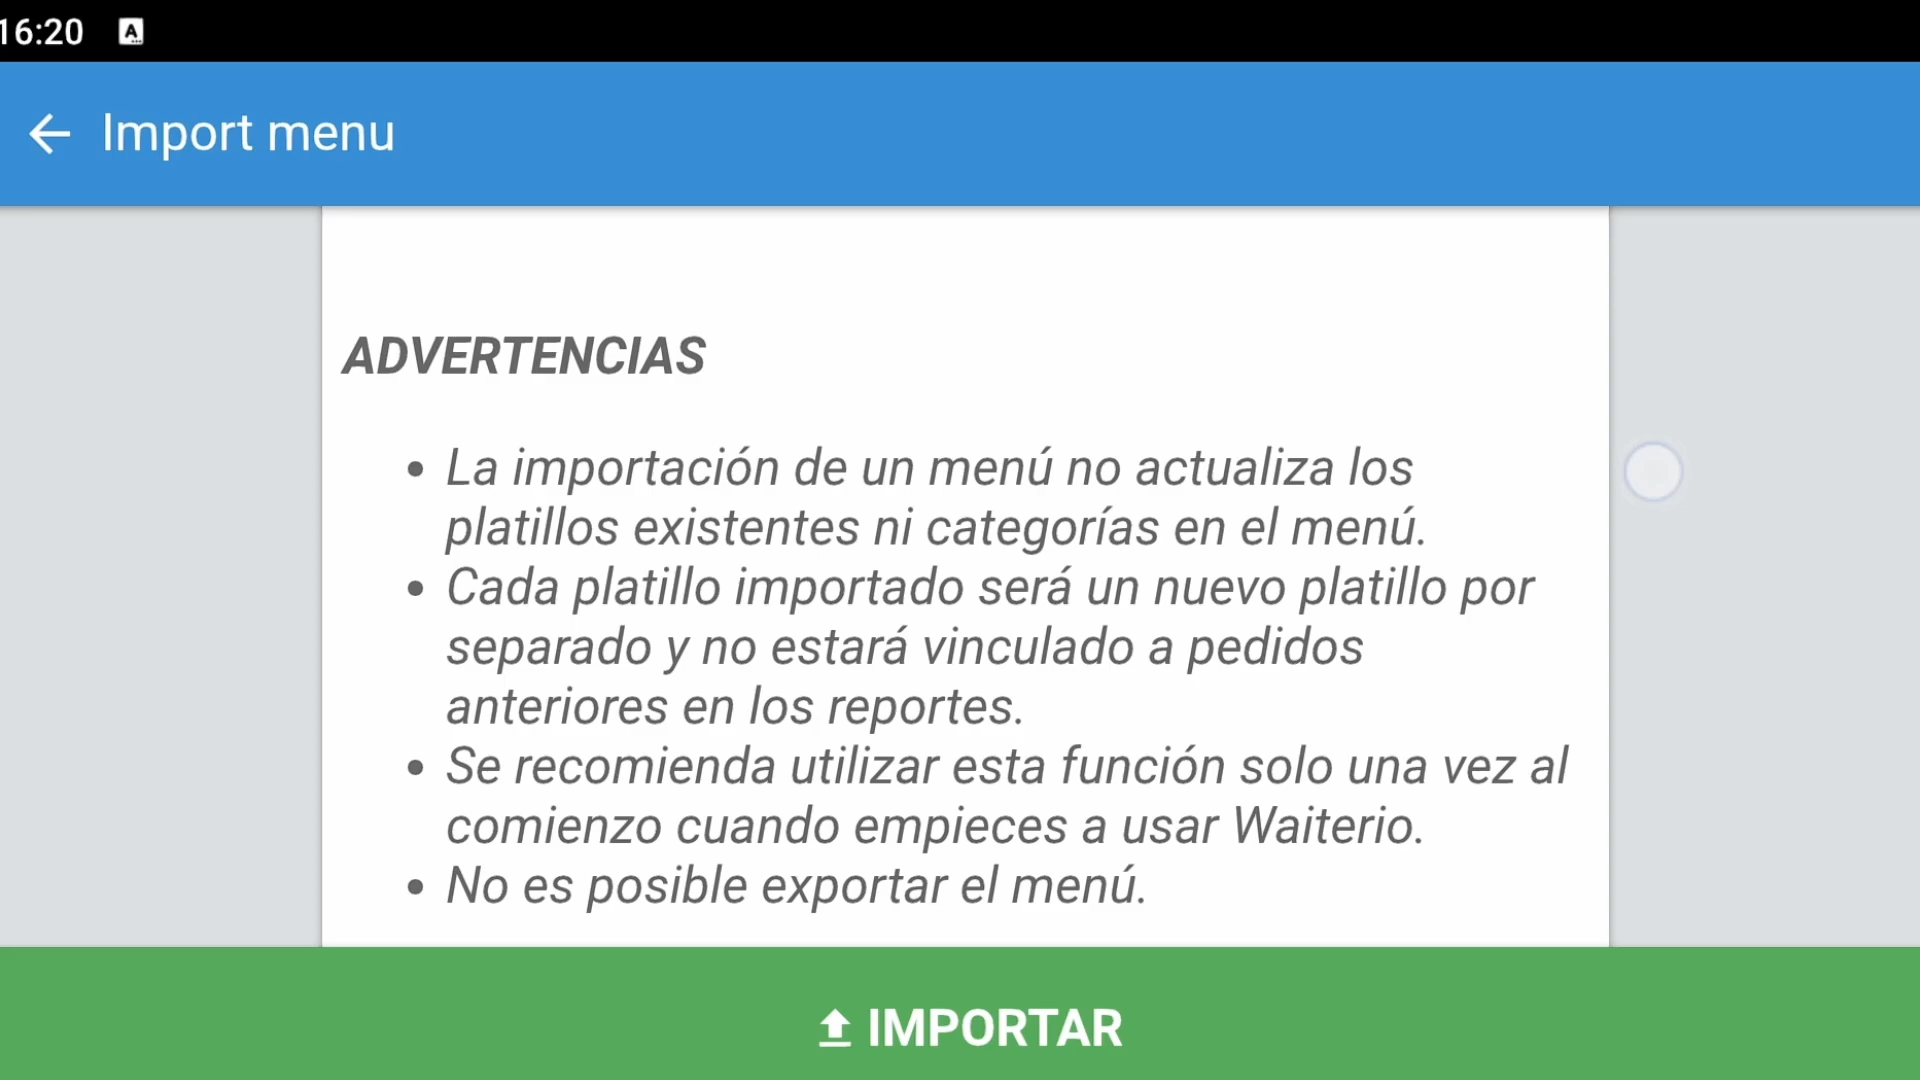 16:20
Import menu
ADVERTENCIAS
• La importación de un menú no actualiza los
platillos existentes ni categorías en el menú.
• Cada platillo importado será un nuevo platillo por
separado y no estará vinculado a pedidos
anteriores en los reportes.
• Se recomienda utilizar esta función solo una vez al
comienzo cuando empieces a usar Waiterio.
• No es posible exportar el menú.
IMPORTAR